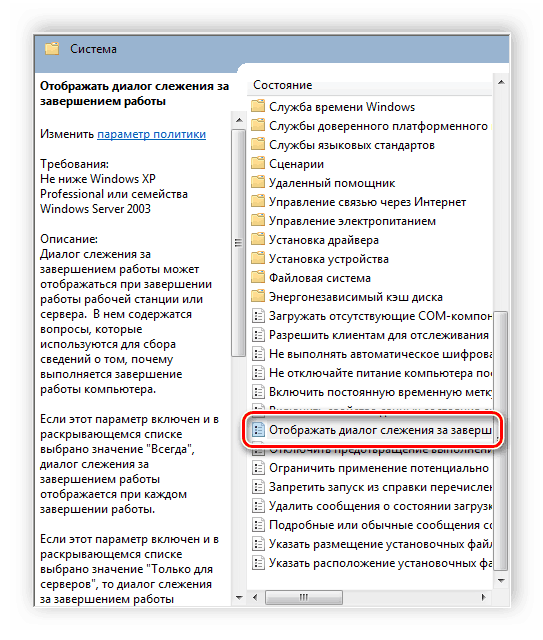 Система
Отображать диалог слежения за
завершением работы
Изменить параметр политики
Требования:
Не ниже Windows XP
Professional или семейства
Windows Server 2003
Описание:
Диалог слежения за
завершением работы может
отображаться при завершении
работы рабочей станции или
сервера. В нем содержатся
вопросы, которые
используются для сбора
сведений о том, почему
выполняется завершение
работы компьютера.
Если этот параметр включен и в
раскрывающемся списке
выбрано значение "Всегда",
диалог слежения за
завершением работы
отображается при каждом
завершении работы.
Если этот параметр включен и в
раскрывающемся списке
выбрано значение "Только для
серверов", то диалог слежения
за завершением работы
Состояние
Служба времени Windows
Службы доверенного платформенного
Службы языковых стандартов
Сценарии
Удаленный помощник
Управление связью через Интернет
Управление электропитанием
Установка драйвера
Установка устройства
Файловая система
Энергонезависимый кэш диска
Загружать отсутствующие COM-компон
Разрешить клиентам для отслеживания
Не выполнять автоматическое шифрова
Не отключайте питание компьютера пос
Включить постоянную временную метк
Отображать диалог слежения за заверш
Отключить предотвращение выполнени
Ограничить применение потенциально
Запретить запуск из справки перечислен
Удалить сообщения о состоянии загрузк
Подробные или обычные сообщения сс
Указать размещение установочных файл
Указать расположение установочных фа